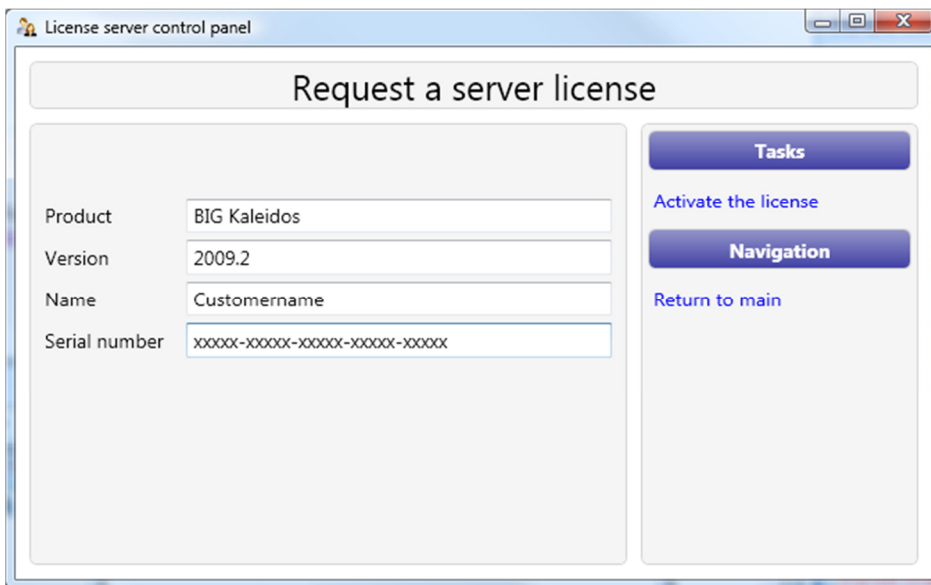 License server control panel
Request a server license
Product BIG Kaleidos
Version 2009.2
Name Customername
Serial number xxxxx-xxxxx-xxxxx-xxxxx-xxxxx
Tasks
Activate the license
Navigation
Return to main